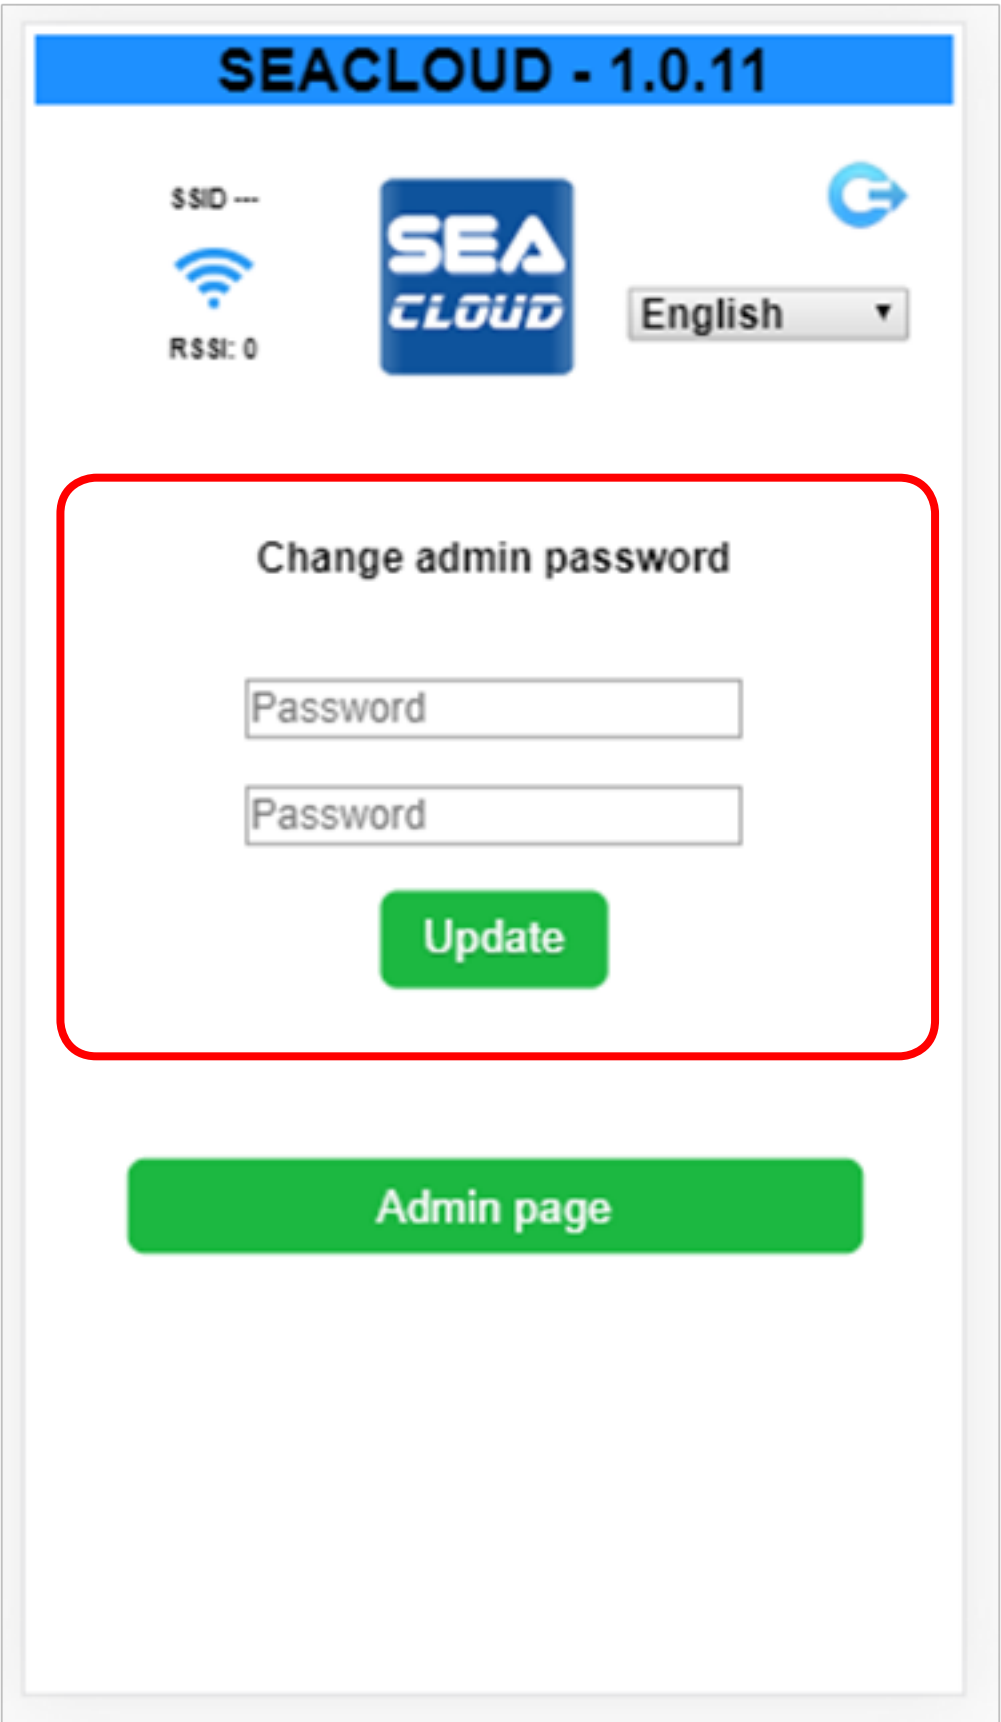 SEACLOUD - 1.0.11
SSID ---
SEA
CLOUD
English
RSSI: 0
Change admin password
Password
Password
Update
Admin page